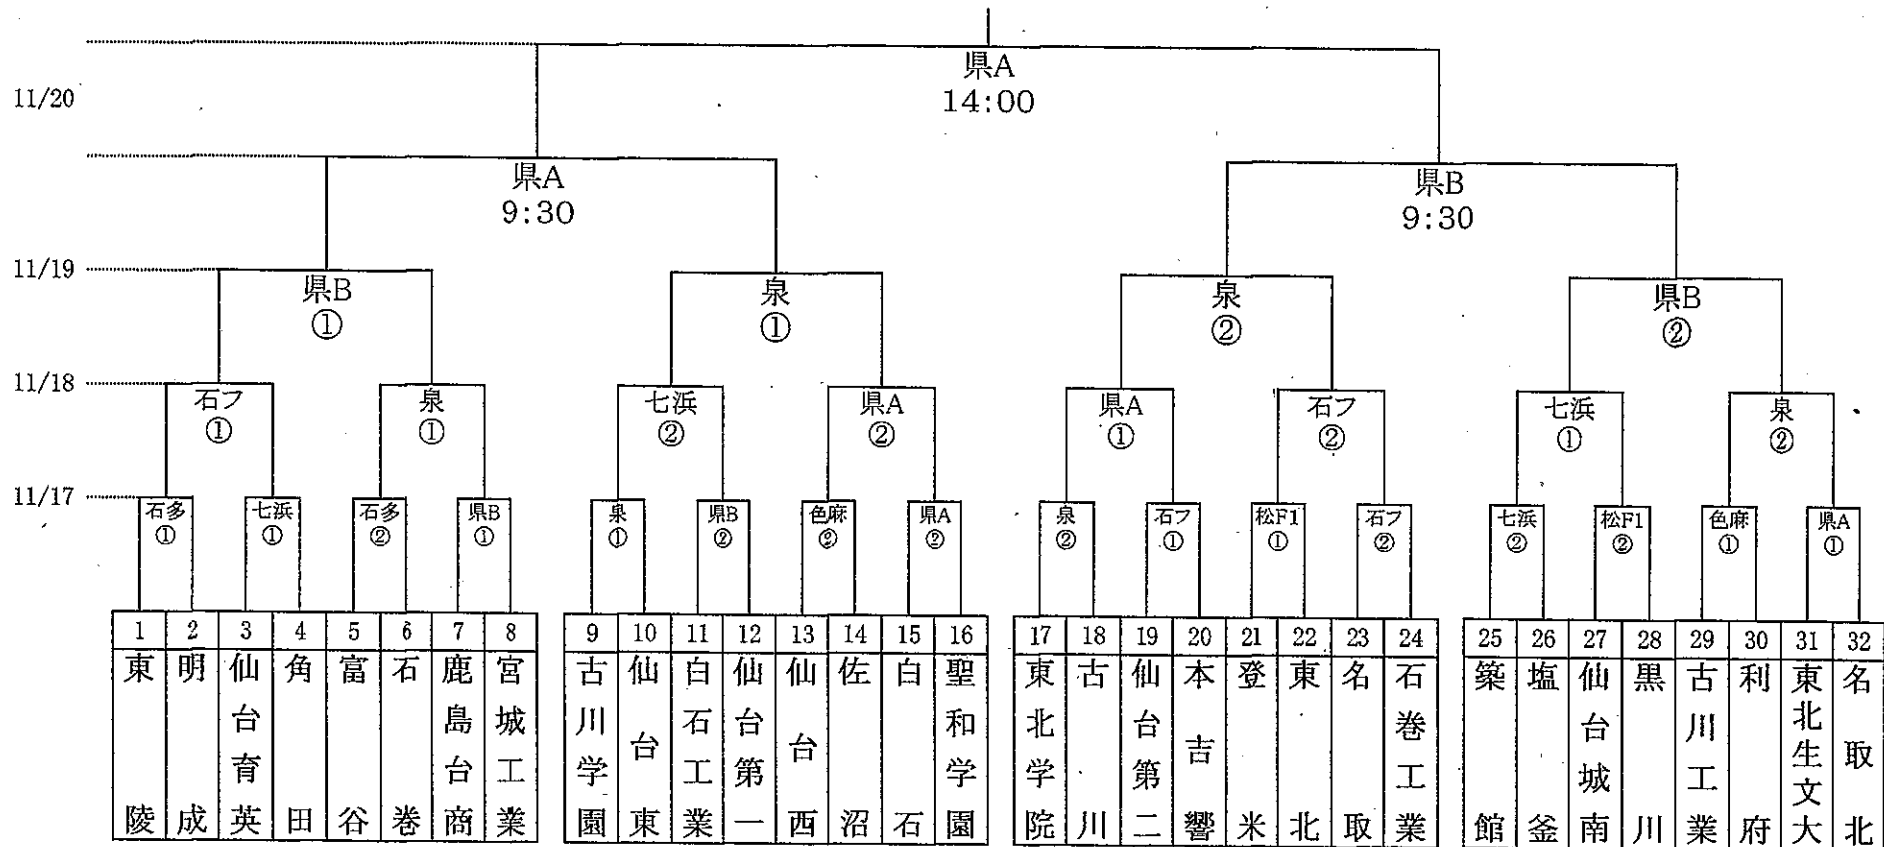 県A
14:00
11/20
県A
9:30
県B
9:30
11/19
県B
①
泉
①
泉
②
県B
②
11/18
石フ
①
泉
①
七浜
②
県A
②
県A
①
石フ
②
七浜
①
泉
②
11/17
石多
①
七浜
①
石多
②
県B
①
泉
①
県B
②
色麻
②
県A
②
泉
②
石フ
①
松F1
①
石フ
②
七浜
②
松F1
②
色麻
①
県A
①
1 東陵
2 明成
3 仙台育英
4 角田
5 富谷
6 石巻
7 鹿島台商
8 宮城工業
9 古川学園
10 仙台東
11 白石工業
12 仙台第一
13 仙台西
14 佐沼
15 白石
16 聖和学園
17 東北学院
18 古川
19 仙台第二
20 本吉響
21 登米
22 東北
23 名取
24 石巻工業
25 築館
26 塩釜
27 仙台城南
28 黒川
29 古川工業
30 利府
31 東北生文大
32 名取北